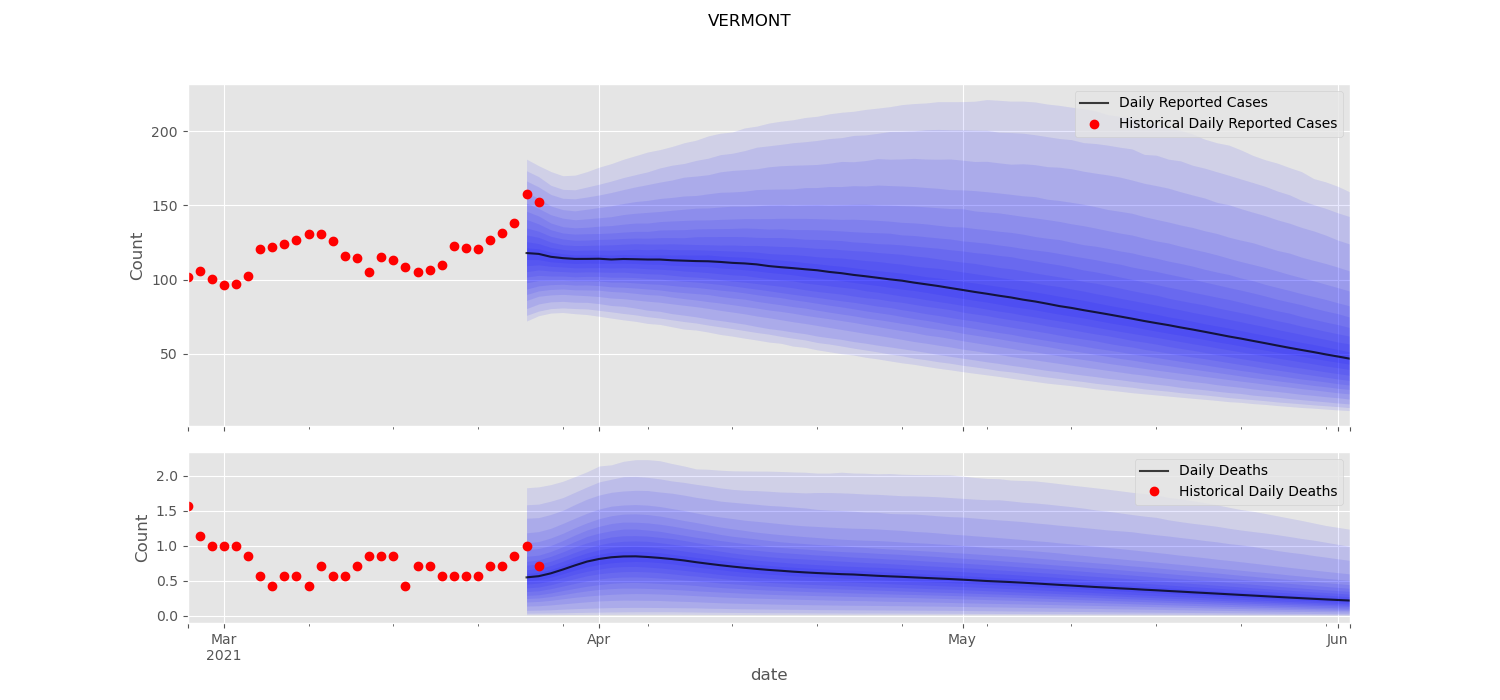 VERMONT
Daily Reported Cases
Historical Daily Reported Cases
Count
200
150
100
50
Daily Deaths
Historical Daily Deaths
Count
2.0
1.5
1.0
0.5
0.0
Mar
2021
Apr
May
Jun
date